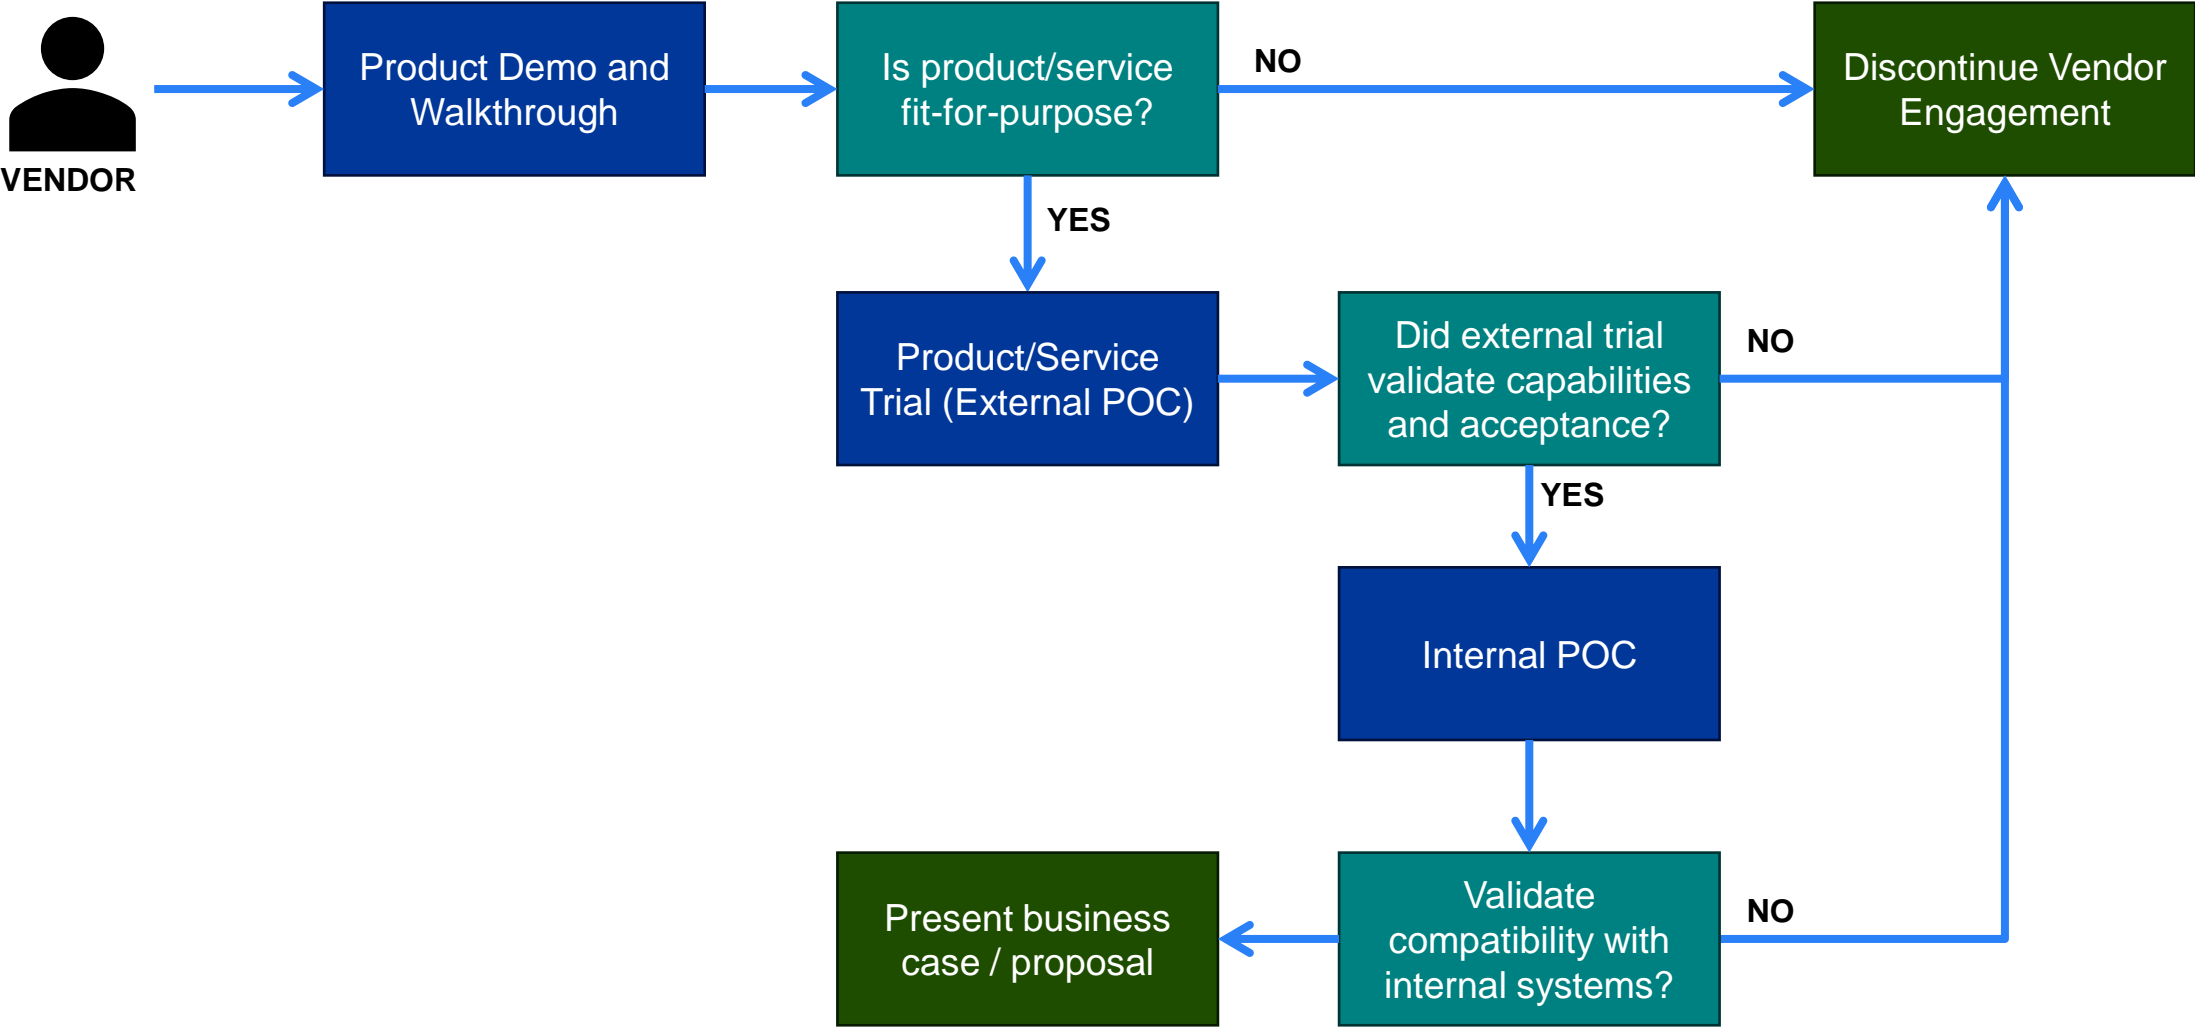 VENDOR
Product Demo and
Walkthrough
Is product/service
fit-for-purpose?
NO
Discontinue Vendor
Engagement
YES
Product/Service
Trial (External POC)
Did external trial
validate capabilities
and acceptance?
NO
YES
Internal POC
Validate
compatibility with
internal systems?
NO
Present business
case / proposal